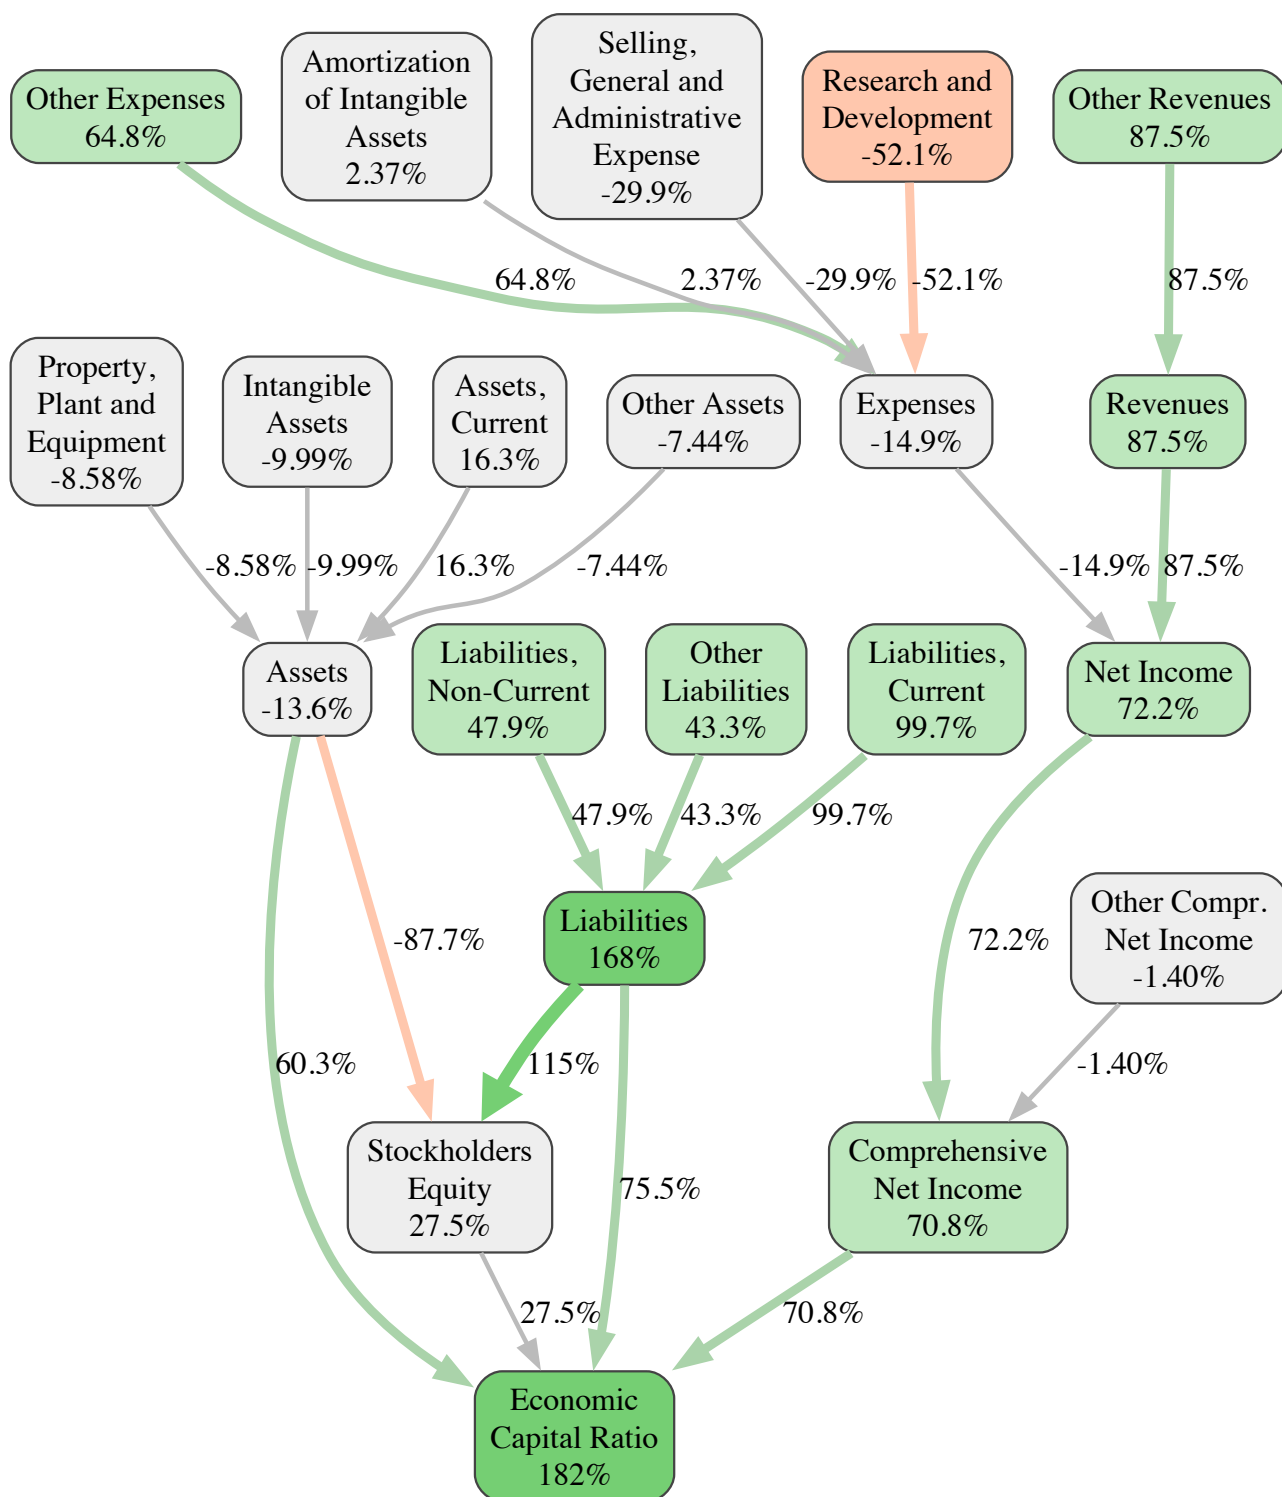 Other Expenses
64.8%
Amortization
of Intangible
Assets
2.37%
Selling,
General and
Administrative
Expense
-29.9%
Research and
Development
-52.1%
Other Revenues
87.5%
64.8%
2.37%
-29.9%
-52.1%
87.5%
Property,
Plant and
Equipment
-8.58%
Intangible
Assets
-9.99%
Assets,
Current
16.3%
Other Assets
-7.44%
Expenses
-14.9%
Revenues
87.5%
-8.58%
-9.99%
16.3%
-7.44%
-14.9%
87.5%
Assets
-13.6%
Liabilities,
Non-Current
47.9%
Other
Liabilities
43.3%
Liabilities,
Current
99.7%
Net Income
72.2%
47.9%
43.3%
99.7%
Liabilities
168%
-87.7%
72.2%
Other Compr.
Net Income
-1.40%
60.3%
115%
-1.40%
Stockholders
Equity
27.5%
75.5%
Comprehensive
Net Income
70.8%
27.5%
70.8%
Economic
Capital Ratio
182%